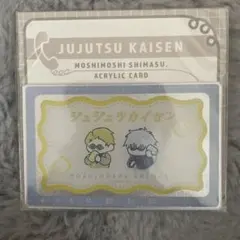 JUJUTSU KAISEN
MOSHIMOSHI SHIMASU.
ACRYLIC CARD
ジュジュツカイセン